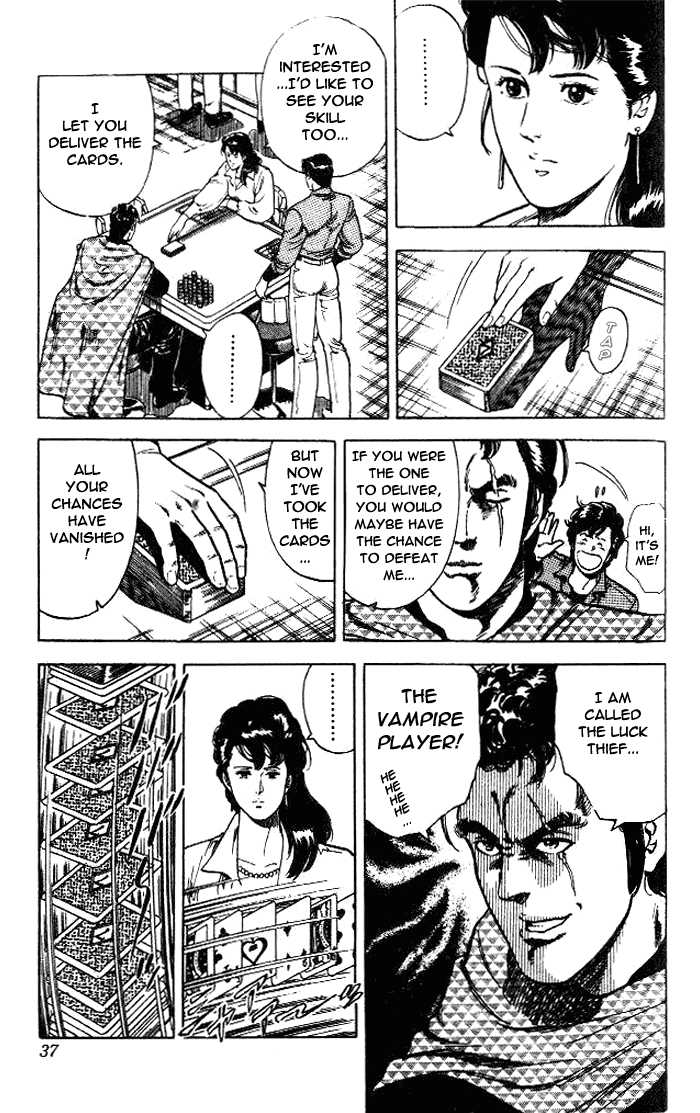 ..........
I'M
INTERESTED
...I'D LIKE TO
SEE YOUR
SKILL
TOO...
I
LET YOU
DELIVER THE
CARDS.
..........
TAP
IF YOU WERE
THE ONE
TO DELIVER,
YOU WOULD
MAYBE HAVE
THE CHANCE
TO DEFEAT
ME...
HI,
IT'S
ME!
BUT
NOW
I'VE
TOOK
THE
CARDS
...
ALL
YOUR
CHANCES
HAVE
VANISHED
!
I AM
CALLED
THE LUCK
THIEF...
THE
VAMPIRE
PLAYER!
HE
HE
HE
HE
...
..........
37